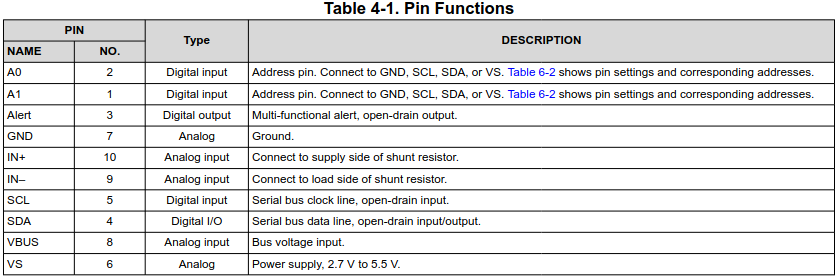 Table 4-1. Pin Functions
PIN Type DESCRIPTION
NAME NO.
A0 2 Digital input Address pin. Connect to GND, SCL, SDA, or VS. Table 6-2 shows pin settings and corresponding addresses.
A1 1 Digital input Address pin. Connect to GND, SCL, SDA, or VS. Table 6-2 shows pin settings and corresponding addresses.
Alert 3 Digital output Multi-functional alert, open-drain output.
GND 7 Analog Ground.
IN+ 10 Analog input Connect to supply side of shunt resistor.
IN– 9 Analog input Connect to load side of shunt resistor.
SCL 5 Digital input Serial bus clock line, open-drain input.
SDA 4 Digital I/O Serial bus data line, open-drain input/output.
VBUS 8 Analog input Bus voltage input.
VS 6 Analog Power supply, 2.7 V to 5.5 V.